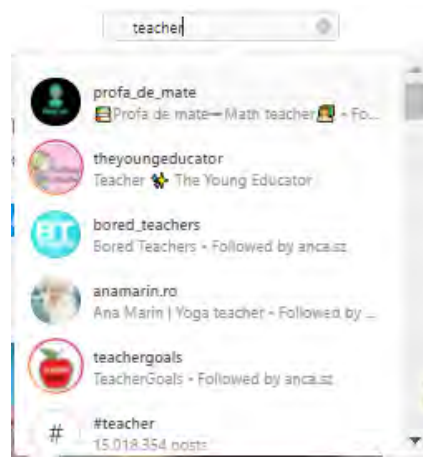 teacher
profa_de_mate
📒Profa de mate➖Math teacher👩‍🏫 • Fo...
theyoungeducator
Teacher ✨ The Young Educator
BT
bored_teachers
Bored Teachers • Followed by anca.sz
anamarin.ro
Ana Marin | Yoga teacher • Followed by ...
teachergoals
TeacherGoals • Followed by anca.sz
#
#teacher
15.018.354 posts